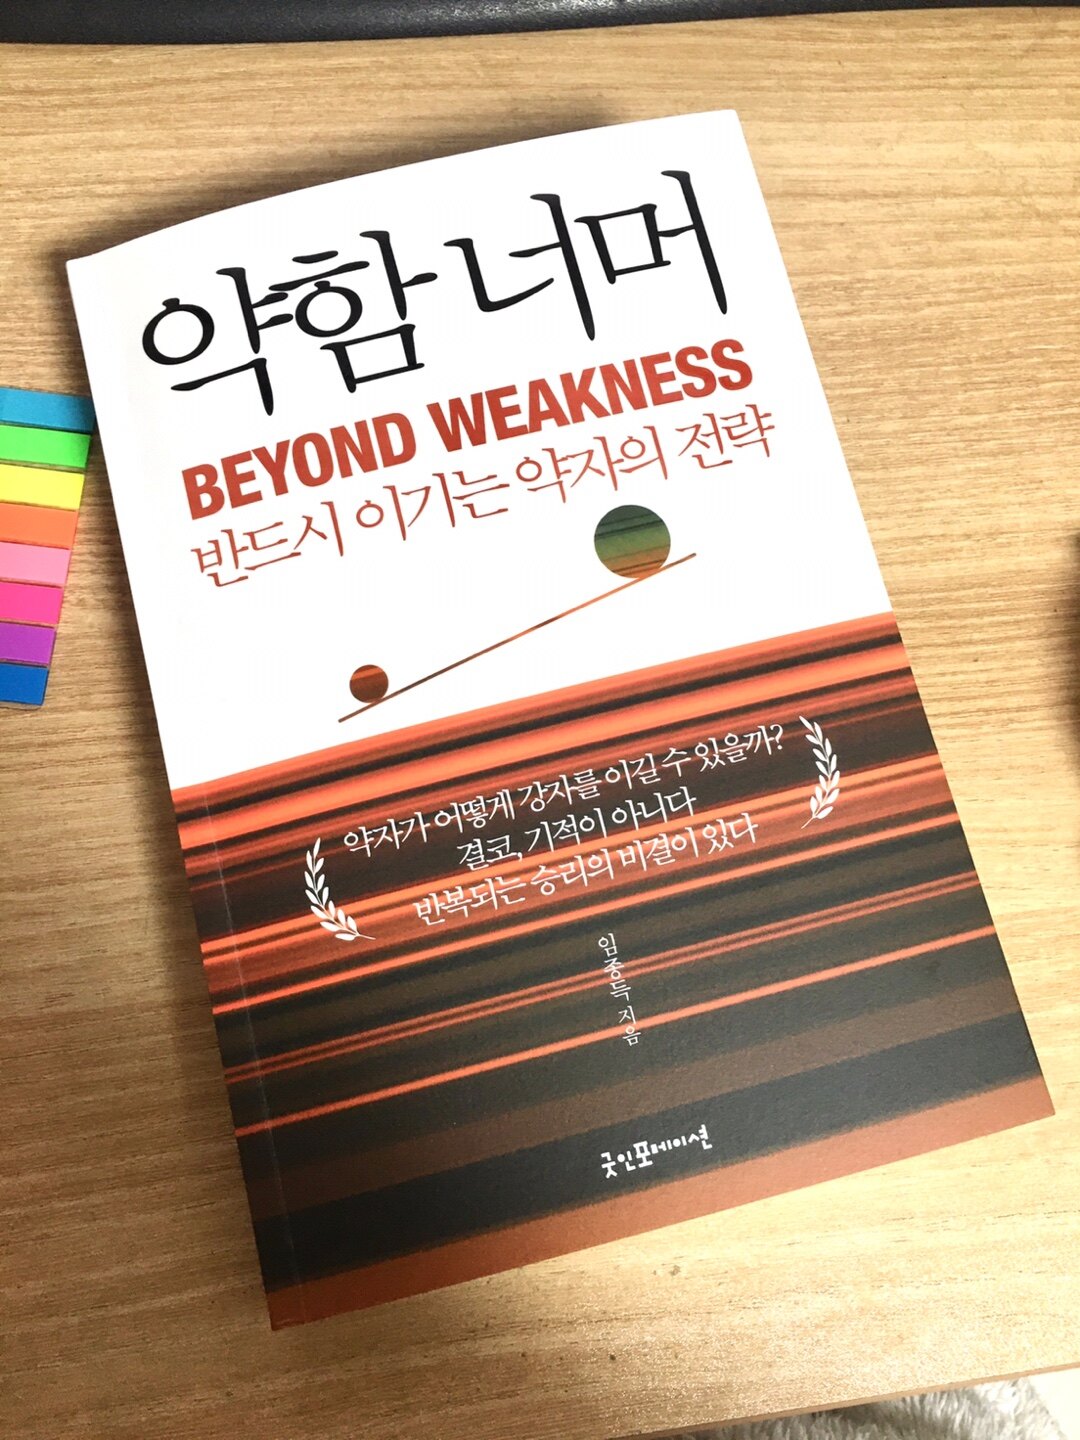 약함 너머
BEYOND WEAKNESS
반드시 이기는 약자의 전략
약자가 어떻게 강자를 이길 수 있을까?
결코, 기적이 아니다
반복되는 승리의 비결이 있다
임종득 지음
굿인포메이션